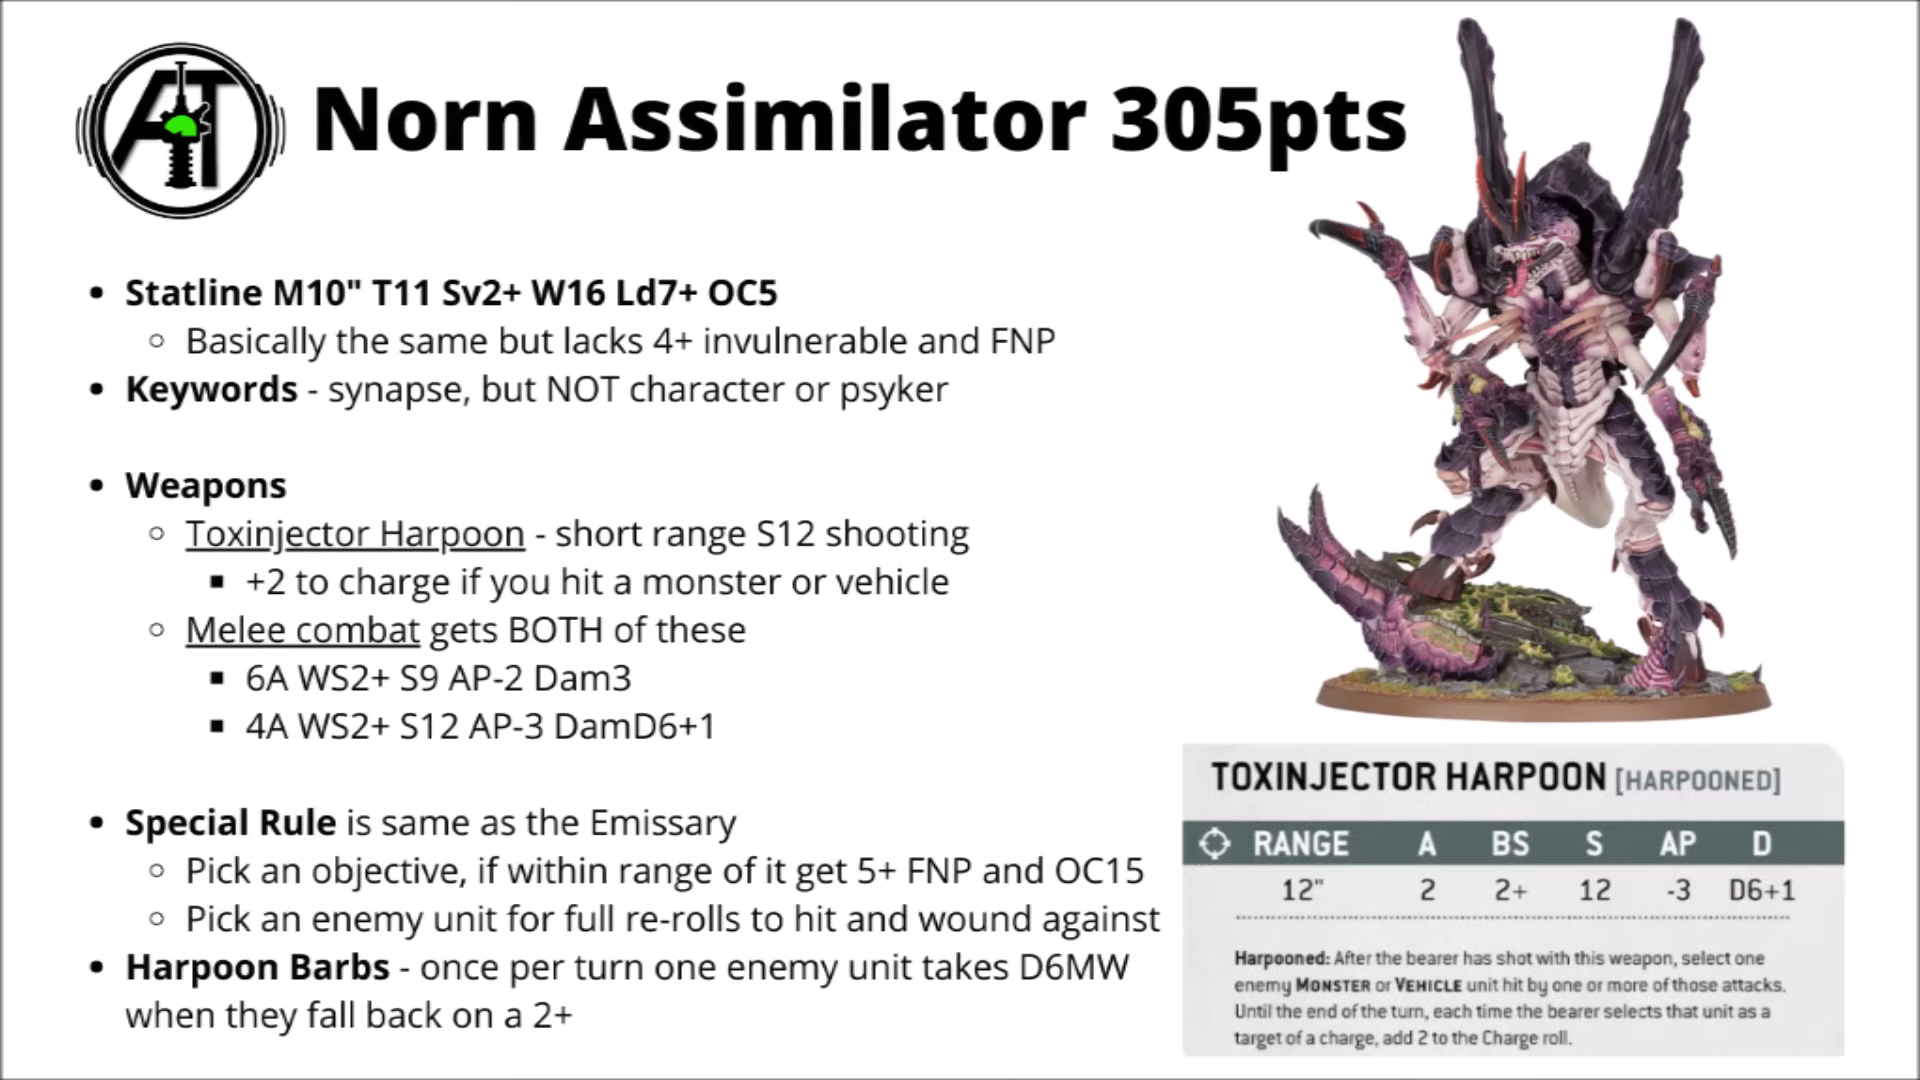 AT
Norn Assimilator 305pts
• Statline M10" T11 Sv2+ W16 Ld7+ OC5
○ Basically the same but lacks 4+ invulnerable and FNP
• Keywords - synapse, but NOT character or psyker
• Weapons
○ Toxinjector Harpoon - short range S12 shooting
▪ +2 to charge if you hit a monster or vehicle
○ Melee combat gets BOTH of these
▪ 6A WS2+ S9 AP-2 Dam3
▪ 4A WS2+ S12 AP-3 DamD6+1
• Special Rule is same as the Emissary
○ Pick an objective, if within range of it get 5+ FNP and OC15
○ Pick an enemy unit for full re-rolls to hit and wound against
• Harpoon Barbs - once per turn one enemy unit takes D6MW
when they fall back on a 2+
TOXINJECTOR HARPOON [HARPOONED]
RANGE A BS S AP D
12" 2 2+ 12 -3 D6+1
Harpooned: After the bearer has shot with this weapon, select one
enemy MONSTER or VEHICLE unit hit by one or more of those attacks.
Until the end of the turn, each time the bearer selects that unit as a
target of a charge, add 2 to the Charge roll.